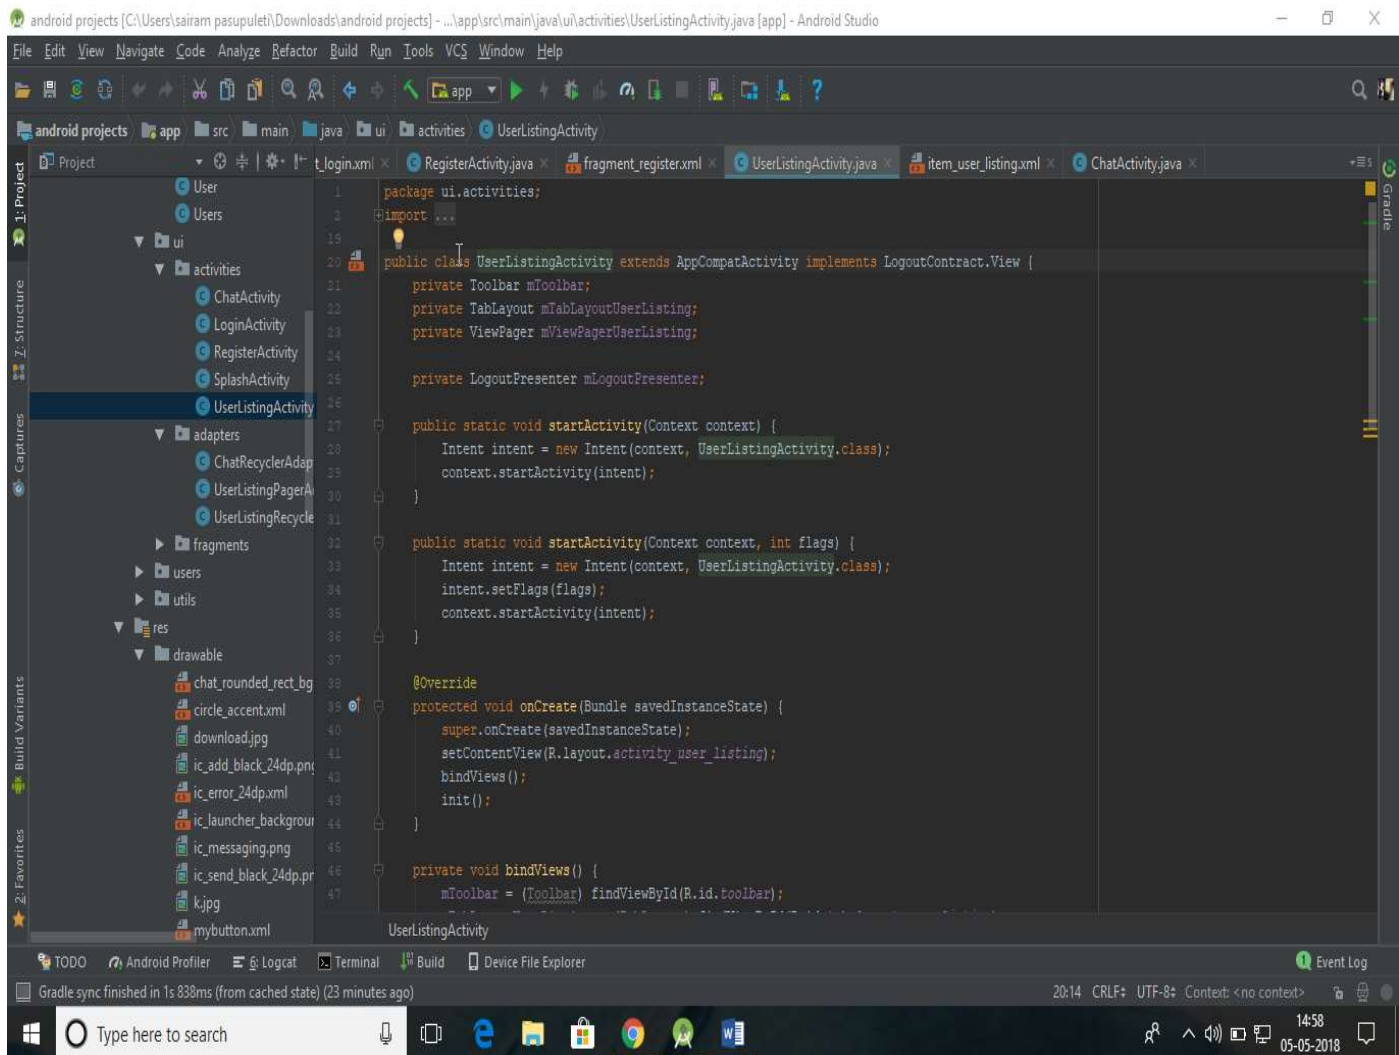 android projects [C:\Users\sairam pasupuleti\Downloads\android projects] - ...\app\src\main\java\ui\activities\UserListingActivity.java [app] - Android Studio
File Edit View Navigate Code Analyze Refactor Build Run Tools VCS Window Help
app
android projects app src main java ui activities UserListingActivity
Project t_login.xml RegisterActivity.java fragment_register.xml UserListingActivity.java item_user_listing.xml ChatActivity.java
1: Project
Z: Structure
Captures
Build Variants
2: Favorites
Gradle
User
Users
ui
activities
ChatActivity
LoginActivity
RegisterActivity
SplashActivity
UserListingActivity
adapters
ChatRecyclerAdap
UserListingPagerA
UserListingRecycle
fragments
users
utils
res
drawable
chat_rounded_rect_bg
circle_accent.xml
download.jpg
ic_add_black_24dp.png
ic_error_24dp.xml
ic_launcher_backgrour
ic_messaging.png
ic_send_black_24dp.pr
k.jpg
mybutton.xml
1 package ui.activities;
2 import ...
19
20 public class UserListingActivity extends AppCompatActivity implements LogoutContract.View {
21 private Toolbar mToolbar;
22 private TabLayout mTabLayoutUserListing;
23 private ViewPager mViewPagerUserListing;
24
25 private LogoutPresenter mLogoutPresenter;
26
27 public static void startActivity(Context context) {
28 Intent intent = new Intent(context, UserListingActivity.class);
29 context.startActivity(intent);
30 }
31
32 public static void startActivity(Context context, int flags) {
33 Intent intent = new Intent(context, UserListingActivity.class);
34 intent.setFlags(flags);
35 context.startActivity(intent);
36 }
37
38 @Override
39 protected void onCreate(Bundle savedInstanceState) {
40 super.onCreate(savedInstanceState);
41 setContentView(R.layout.activity_user_listing);
42 bindViews();
43 init();
44 }
45
46 private void bindViews() {
47 mToolbar = (Toolbar) findViewById(R.id.toolbar);
UserListingActivity
TODO Android Profiler 6: Logcat Terminal Build Device File Explorer 1 Event Log
Gradle sync finished in 1s 838ms (from cached state) (23 minutes ago) 20:14 CRLF UTF-8 Context: <no context>
Type here to search 14:58
05-05-2018